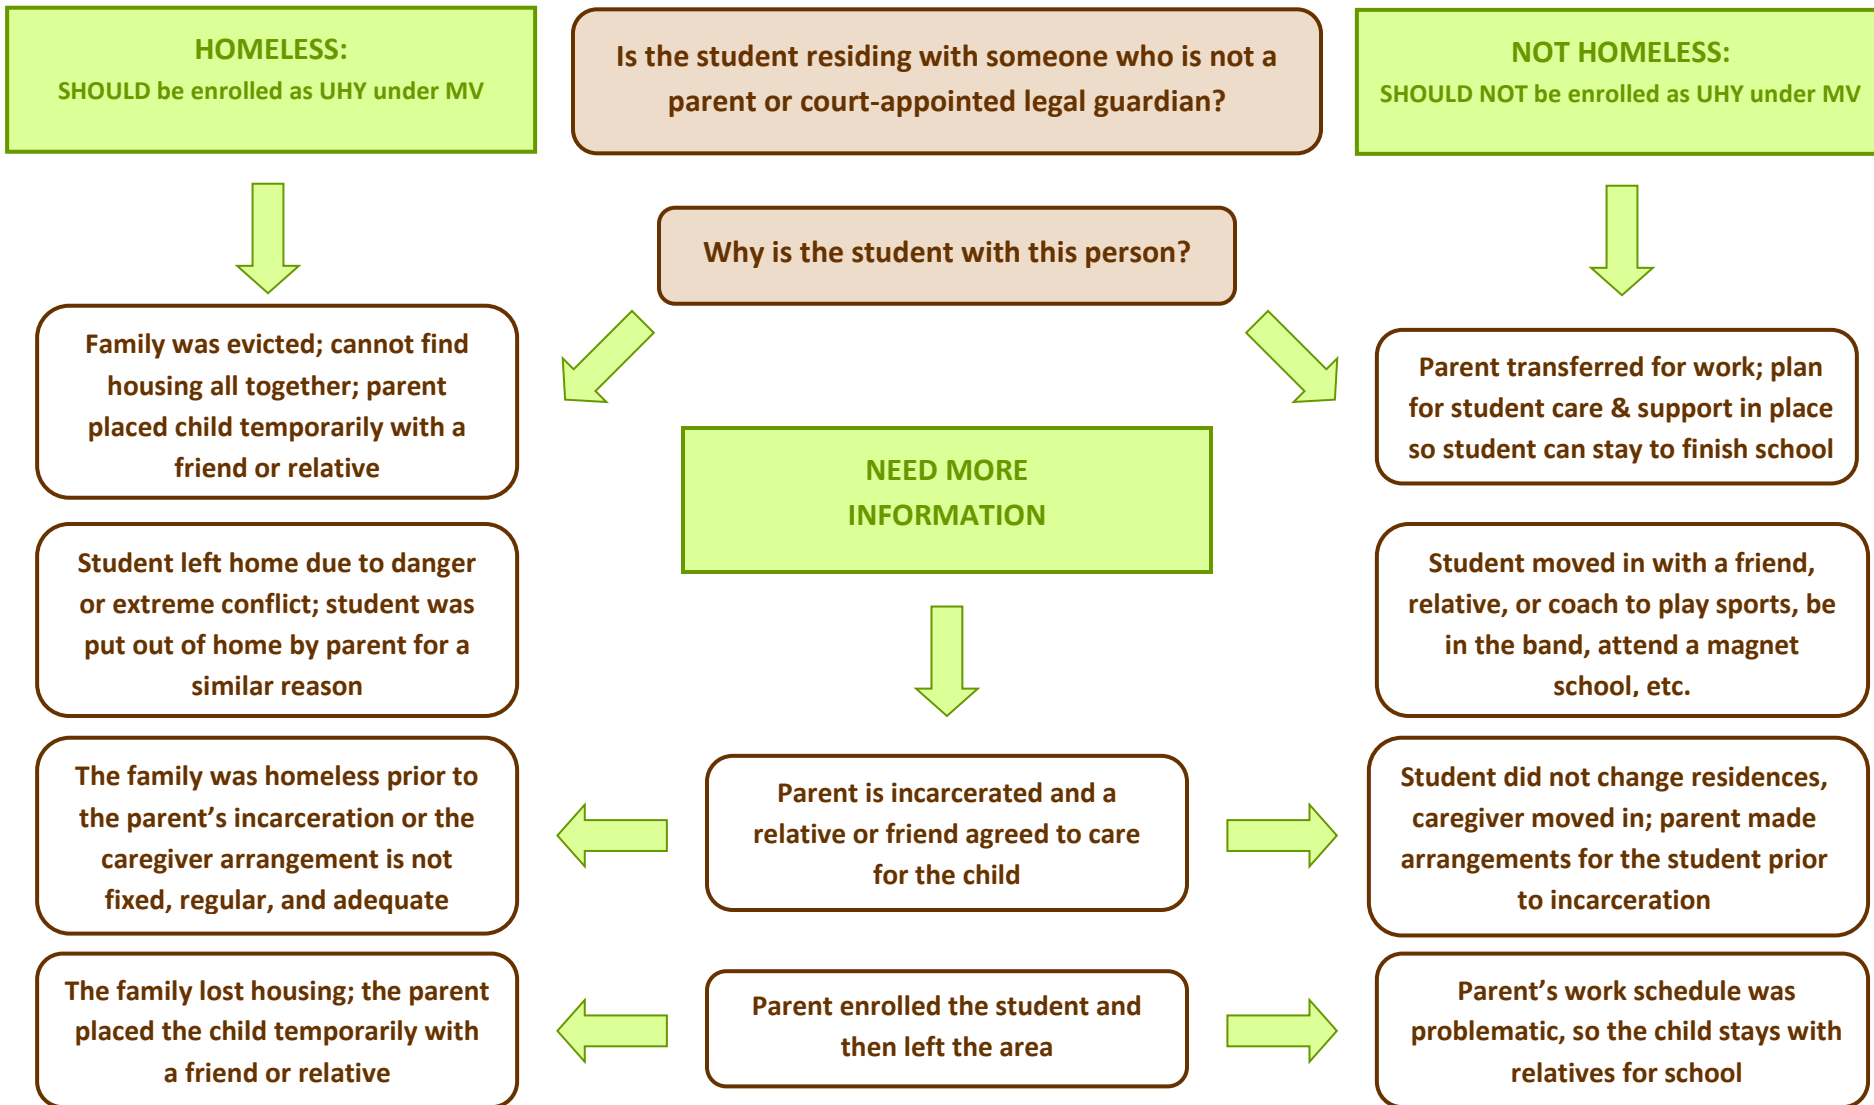 HOMELESS:
SHOULD be enrolled as UHY under MV
Is the student residing with someone who is not a
parent or court-appointed legal guardian?
NOT HOMELESS:
SHOULD NOT be enrolled as UHY under MV
Why is the student with this person?
Family was evicted; cannot find
housing all together; parent
placed child temporarily with a
friend or relative
Parent transferred for work; plan
for student care & support in place
so student can stay to finish school
NEED MORE
INFORMATION
Student left home due to danger
or extreme conflict; student was
put out of home by parent for a
similar reason
Student moved in with a friend,
relative, or coach to play sports, be
in the band, attend a magnet
school, etc.
The family was homeless prior to
the parent’s incarceration or the
caregiver arrangement is not
fixed, regular, and adequate
Parent is incarcerated and a
relative or friend agreed to care
for the child
Student did not change residences,
caregiver moved in; parent made
arrangements for the student prior
to incarceration
The family lost housing; the parent
placed the child temporarily with
a friend or relative
Parent enrolled the student and
then left the area
Parent’s work schedule was
problematic, so the child stays with
relatives for school